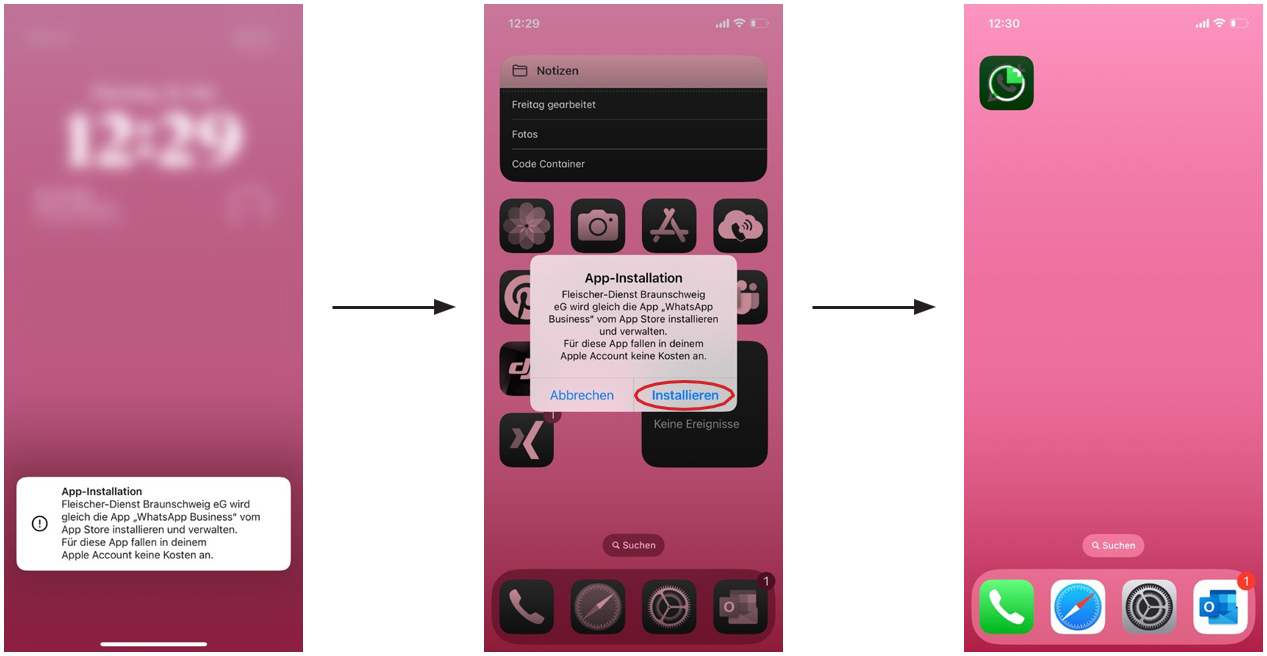 12:29
App-Installation
Fleischer-Dienst Braunschweig eG wird
gleich die App „WhatsApp Business“ vom
App Store installieren und verwalten.
Für diese App fallen in deinem
Apple Account keine Kosten an.
12:29
Notizen
Freitag gearbeitet
Fotos
Code Container
App-Installation
Fleischer-Dienst Braunschweig
eG wird gleich die App „WhatsApp
Business“ vom App Store installieren
und verwalten.
Für diese App fallen in deinem
Apple Account keine Kosten an.
Abbrechen
Installieren
1
Keine Ereignisse
Suchen
1
12:30
Suchen
1